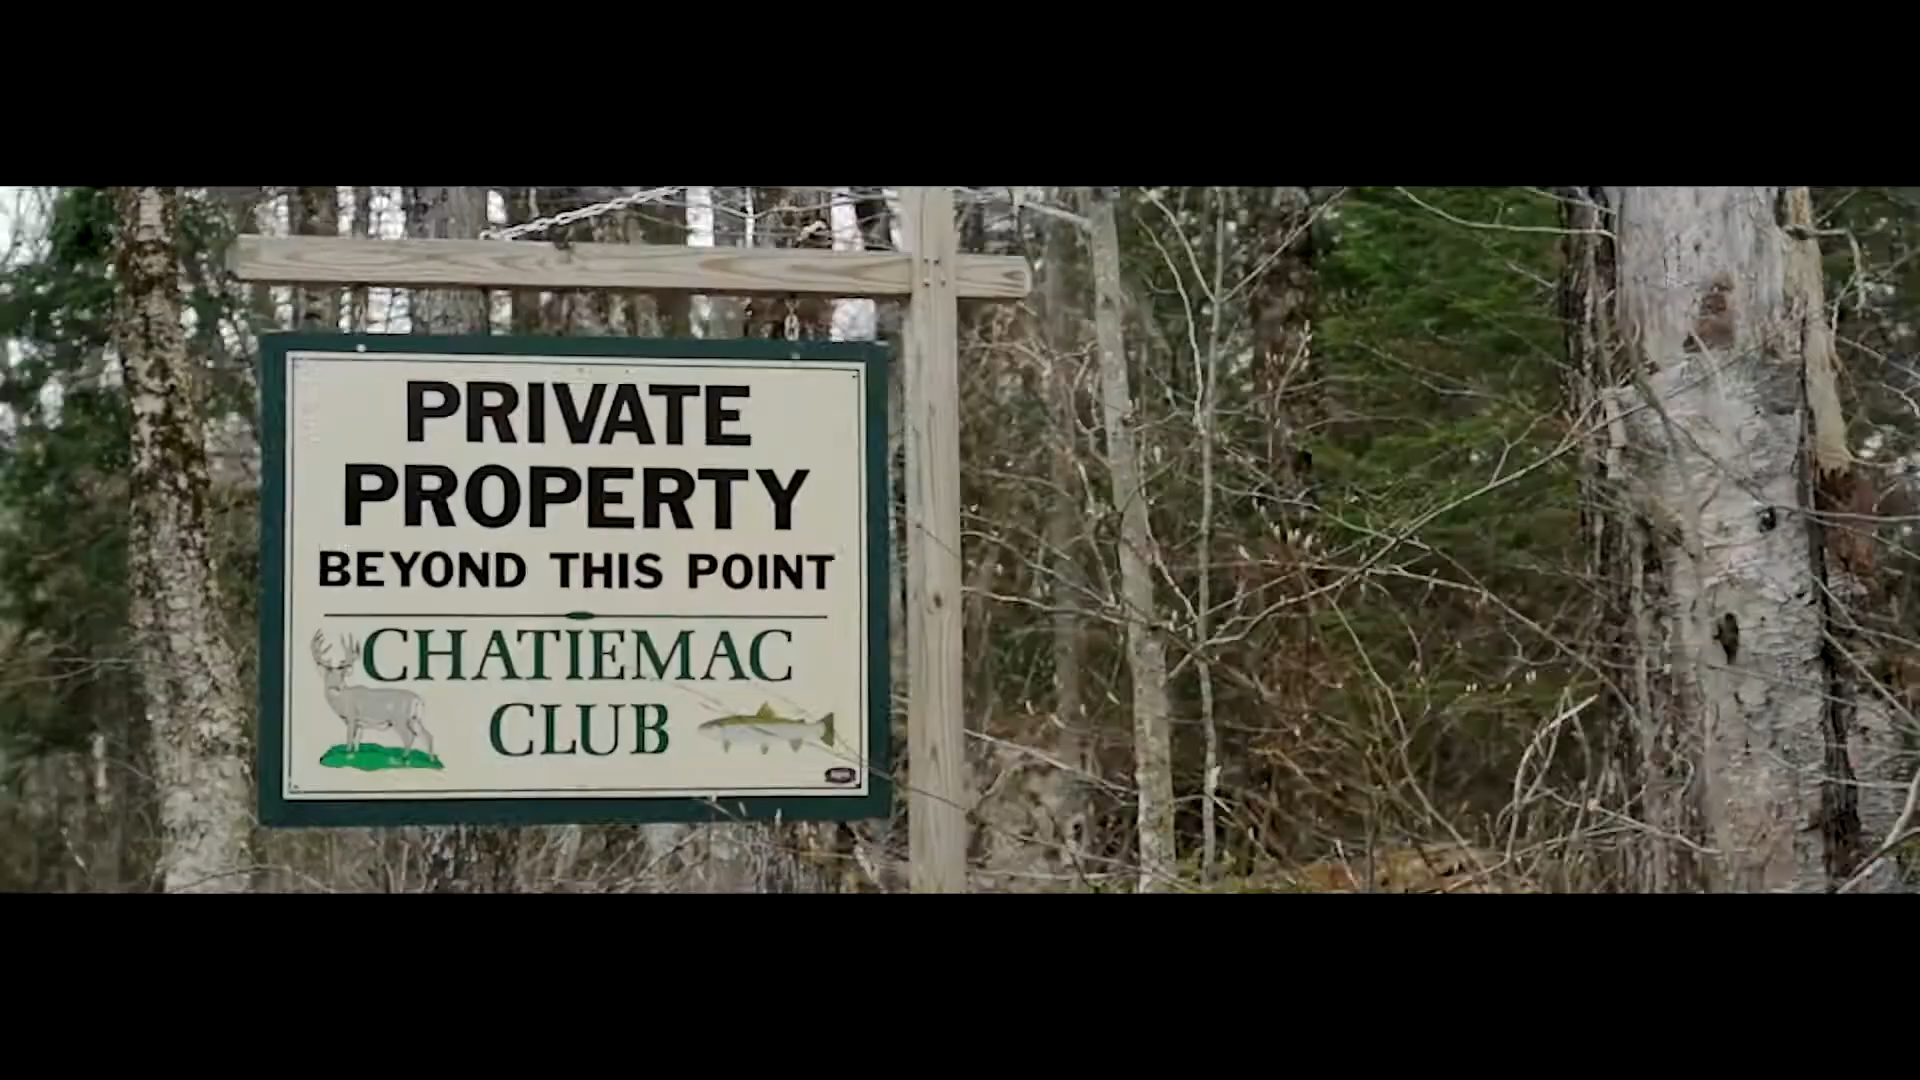 PRIVATE
PROPERTY
BEYOND THIS POINT
CHATIEMAC
CLUB